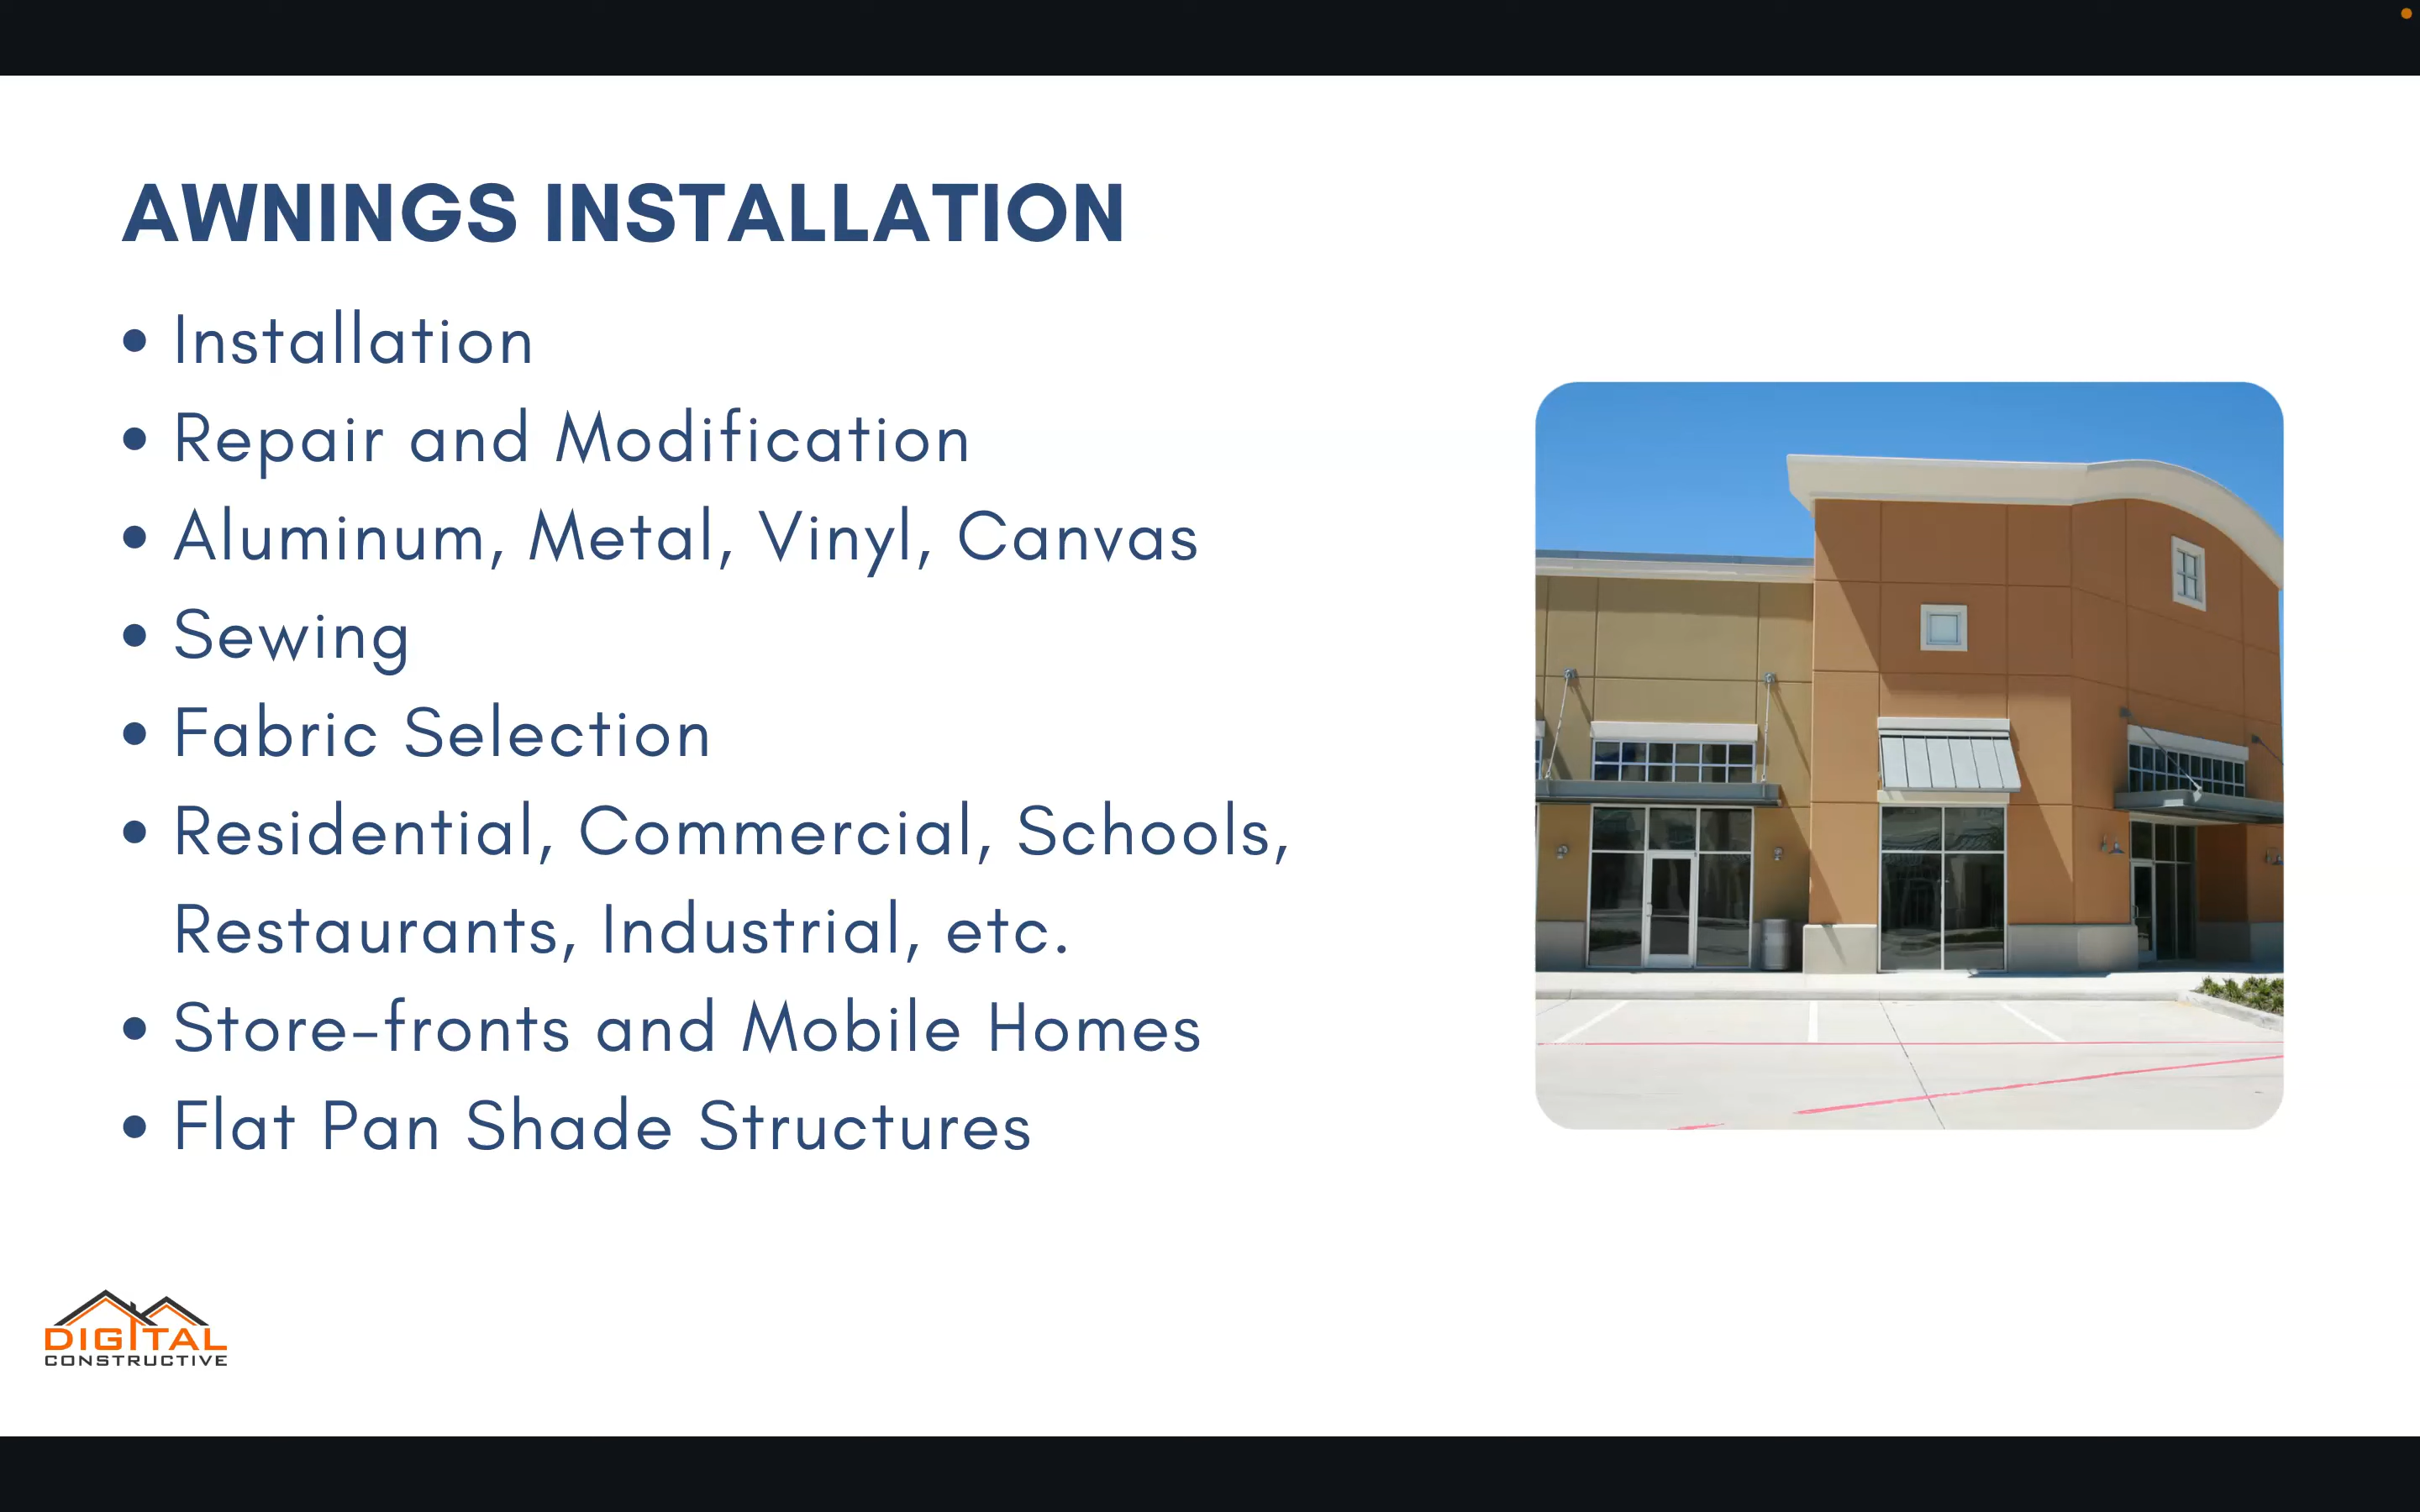 AWNINGS INSTALLATION
• Installation
• Repair and Modification
• Aluminum, Metal, Vinyl, Canvas
• Sewing
• Fabric Selection
• Residential, Commercial, Schools,
Restaurants, Industrial, etc.
• Store-fronts and Mobile Homes
• Flat Pan Shade Structures
DIGITAL
CONSTRUCTIVE